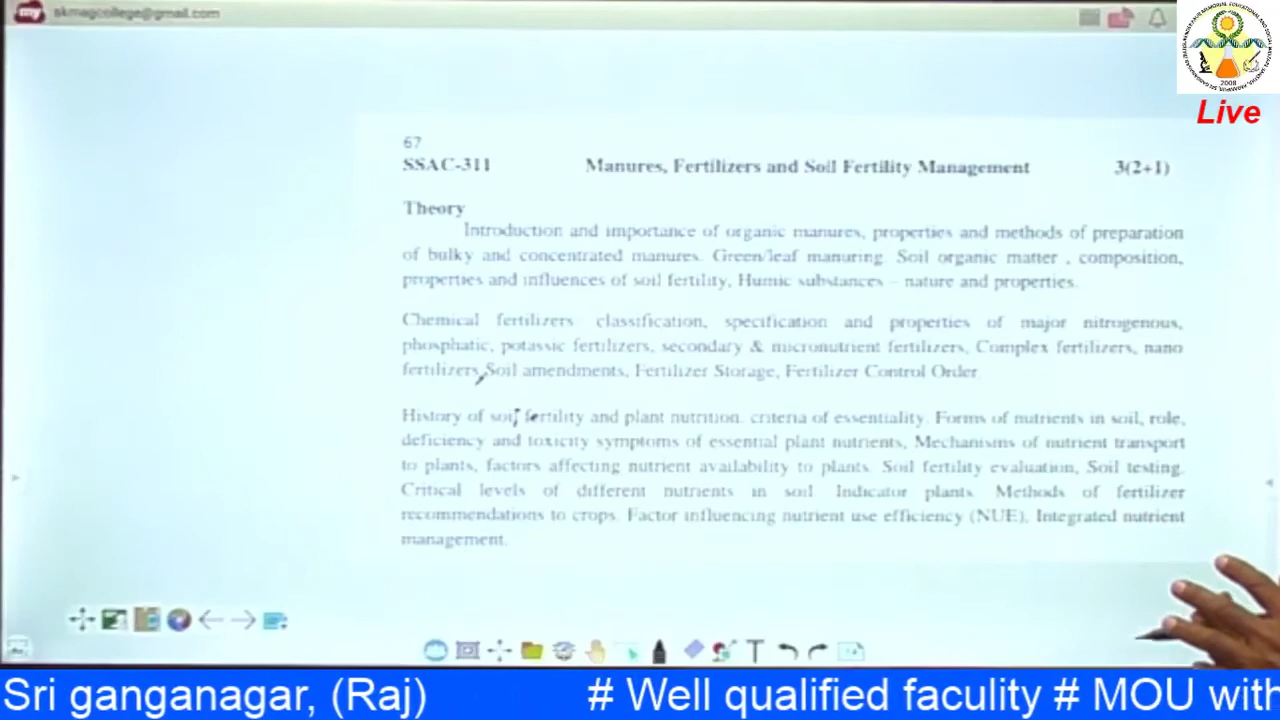 my skmagcollege@gmail.com
2008
Live
67
SSAC-311 Manures, Fertilizers and Soil Fertility Management 3(2+1)
Theory
Introduction and importance of organic manures, properties and methods of preparation
of bulky and concentrated manures. Green/leaf manuring. Soil organic matter , composition,
properties and influences of soil fertility, Humic substances – nature and properties.
Chemical fertilizers: classification, specification and properties of major nitrogenous,
phosphatic, potassic fertilizers, secondary & micronutrient fertilizers, Complex fertilizers, nano
fertilizers Soil amendments, Fertilizer Storage, Fertilizer Control Order.
History of soil fertility and plant nutrition. criteria of essentiality. Forms of nutrients in soil, role,
deficiency and toxicity symptoms of essential plant nutrients, Mechanisms of nutrient transport
to plants, factors affecting nutrient availability to plants. Soil fertility evaluation, Soil testing.
Critical levels of different nutrients in soil. Indicator plants. Methods of fertilizer
recommendations to crops. Factor influencing nutrient use efficiency (NUE), Integrated nutrient
management.
T
Sri ganganagar, (Raj) # Well qualified faculity # MOU with